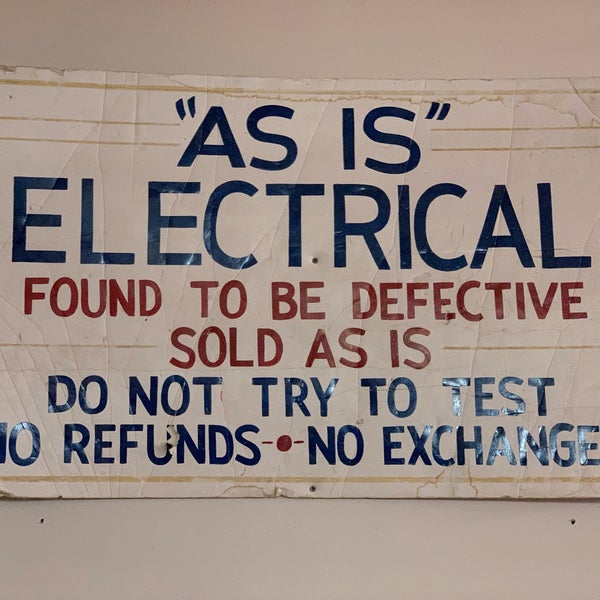 "AS IS"
ELECTRICAL
FOUND TO BE DEFECTIVE
SOLD AS IS
DO NOT TRY TO TEST
NO REFUNDS-•-NO EXCHANGE